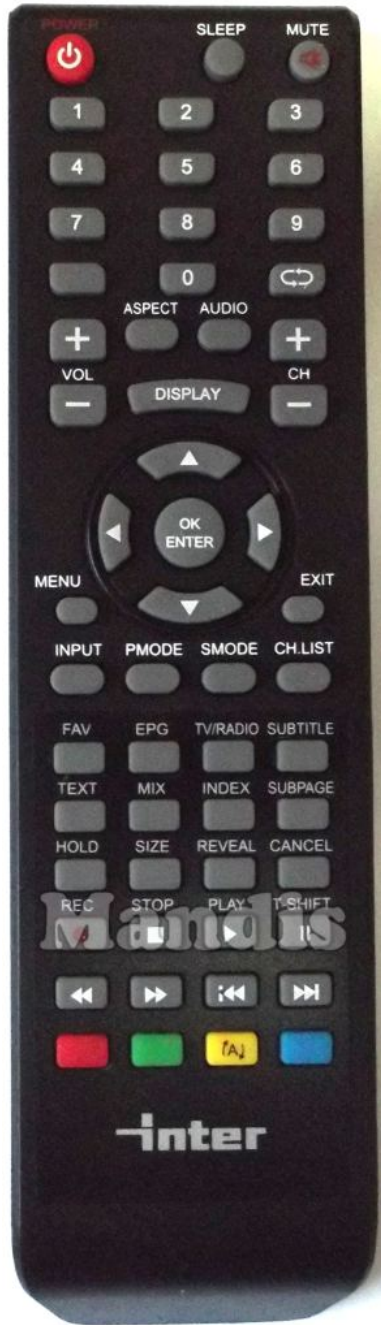 POWER SLEEP MUTE
1 2 3
4 5 6
7 8 9
0
ASPECT AUDIO
VOL CH
DISPLAY
OK
ENTER
MENU EXIT
INPUT PMODE SMODE CH.LIST
FAV EPG TV/RADIO SUBTITLE
TEXT MIX INDEX SUBPAGE
HOLD SIZE REVEAL CANCEL
REC STOP PLAY T-SHIFT
Mandis
[A]
inter